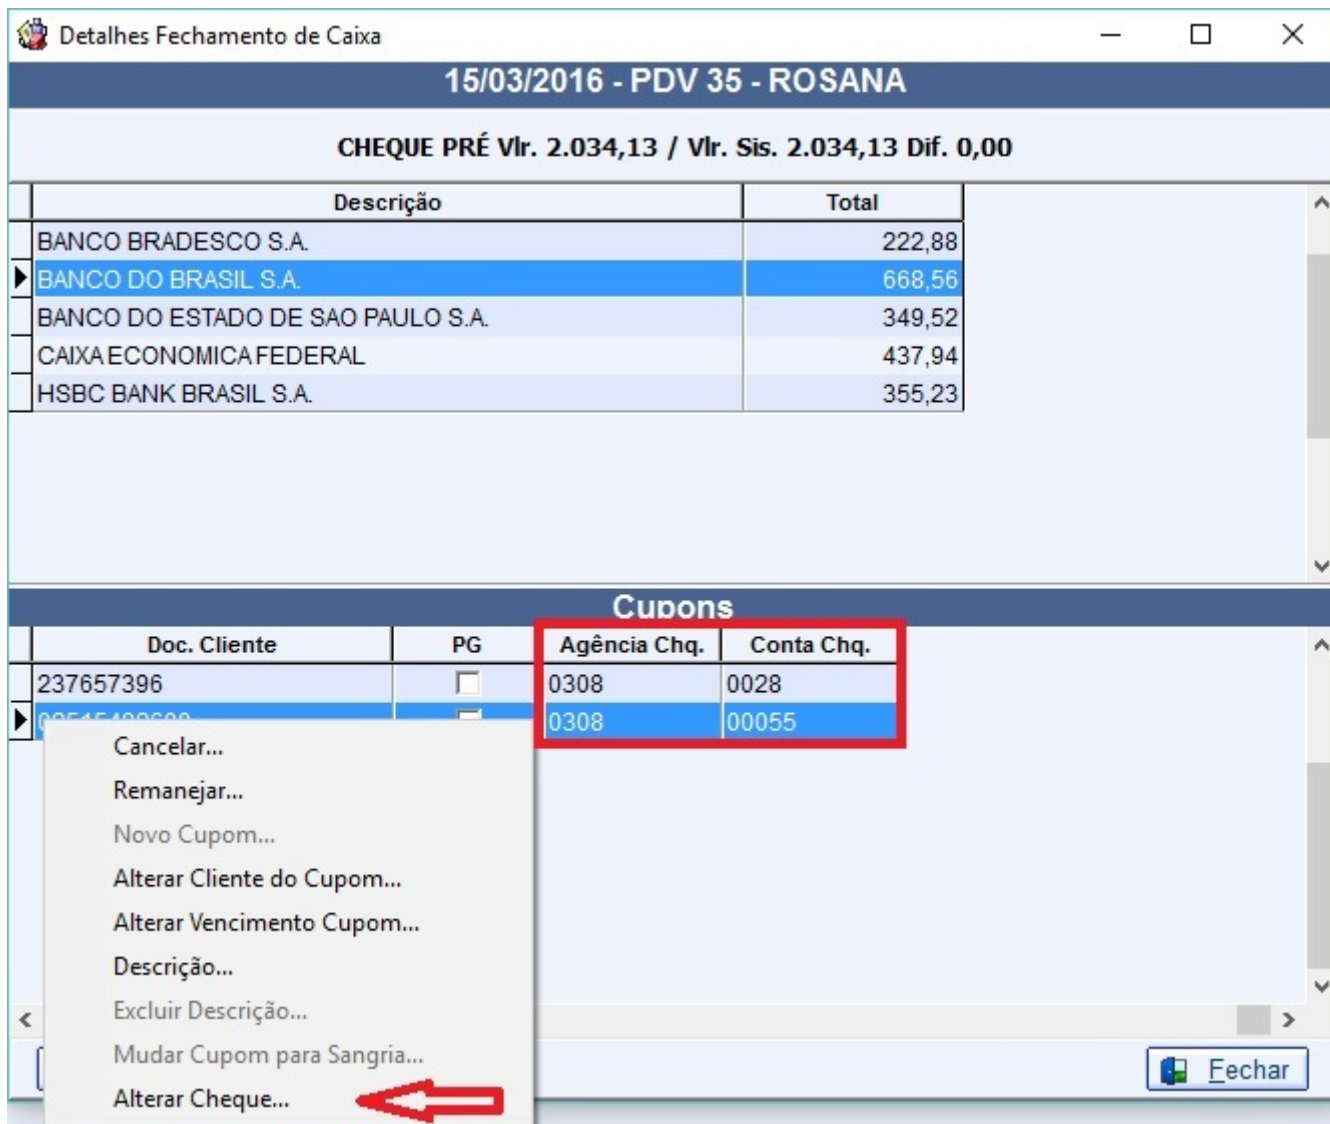 Detalhes Fechamento de Caixa
15/03/2016 - PDV 35 - ROSANA
CHEQUE PRÉ Vlr. 2.034,13 / Vlr. Sis. 2.034,13 Dif. 0,00
Descrição Total
BANCO BRADESCO S.A. 222,88
BANCO DO BRASIL S.A. 668,56
BANCO DO ESTADO DE SAO PAULO S.A. 349,52
CAIXA ECONOMICA FEDERAL 437,94
HSBC BANK BRASIL S.A. 355,23
Cupons
Doc. Cliente PG Agência Chq. Conta Chq.
237657396 0308 0028
0308 00055
Cancelar...
Remanejar...
Novo Cupom...
Alterar Cliente do Cupom...
Alterar Vencimento Cupom...
Descrição...
Excluir Descrição...
Mudar Cupom para Sangria...
Alterar Cheque...
Fechar